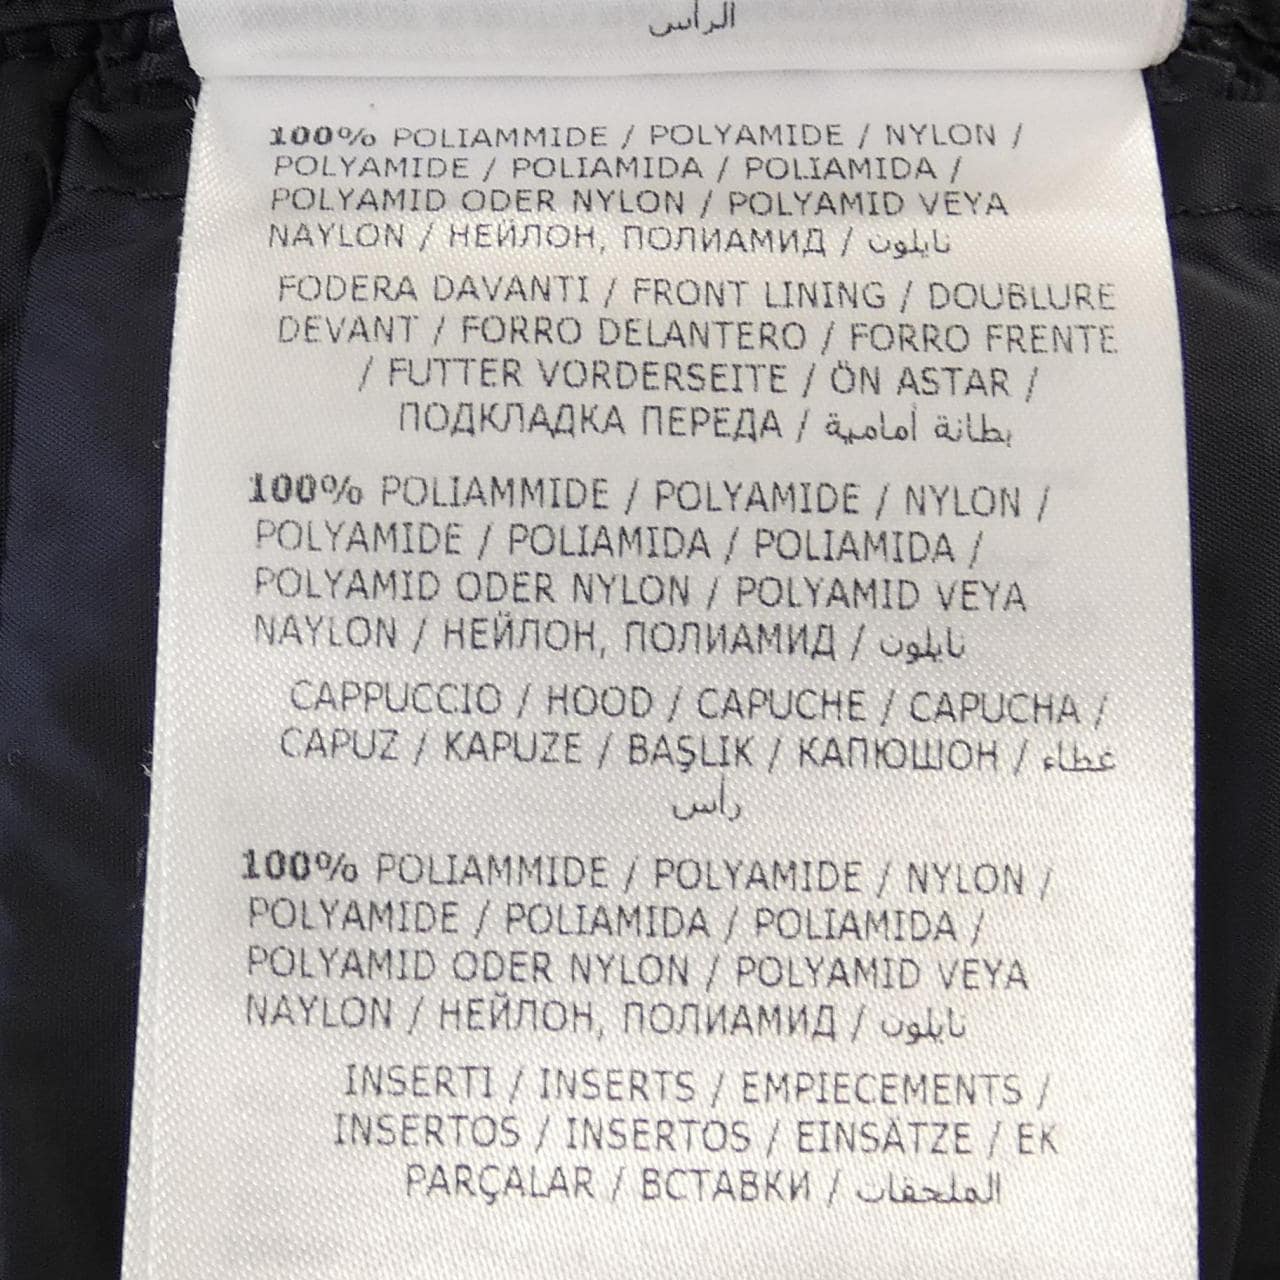 الرأس
100% POLIAMMIDE / POLYAMIDE / NYLON /
POLYAMIDE / POLIAMIDA / POLIAMIDA /
POLYAMID ODER NYLON / POLYAMID VEYA
NAYLON / НЕЙЛОН, ПОЛИАМИД / نايلون
FODERA DAVANTI / FRONT LINING / DOUBLURE
DEVANT / FORRO DELANTERO / FORRO FRENTE
/ FUTTER VORDERSEITE / ÖN ASTAR /
ПОДКЛАДКА ПЕРЕДА / بطانة أمامية
100% POLIAMMIDE / POLYAMIDE / NYLON /
POLYAMIDE / POLIAMIDA / POLIAMIDA /
POLYAMID ODER NYLON / POLYAMID VEYA
NAYLON / НЕЙЛОН, ПОЛИАМИД / نايلون
CAPPUCCIO / HOOD / CAPUCHE / CAPUCHA /
CAPUZ / KAPUZE / BAŞLIK / КАПЮШОН / غطاء
رأس
100% POLIAMMIDE / POLYAMIDE / NYLON /
POLYAMIDE / POLIAMIDA / POLIAMIDA /
POLYAMID ODER NYLON / POLYAMID VEYA
NAYLON / НЕЙЛОН, ПОЛИАМИД / نايلون
INSERTI / INSERTS / EMPIECEMENTS /
INSERTOS / INSERTOS / EINSÄTZE / EK
PARÇALAR / ВСТАВКИ / الملحقات